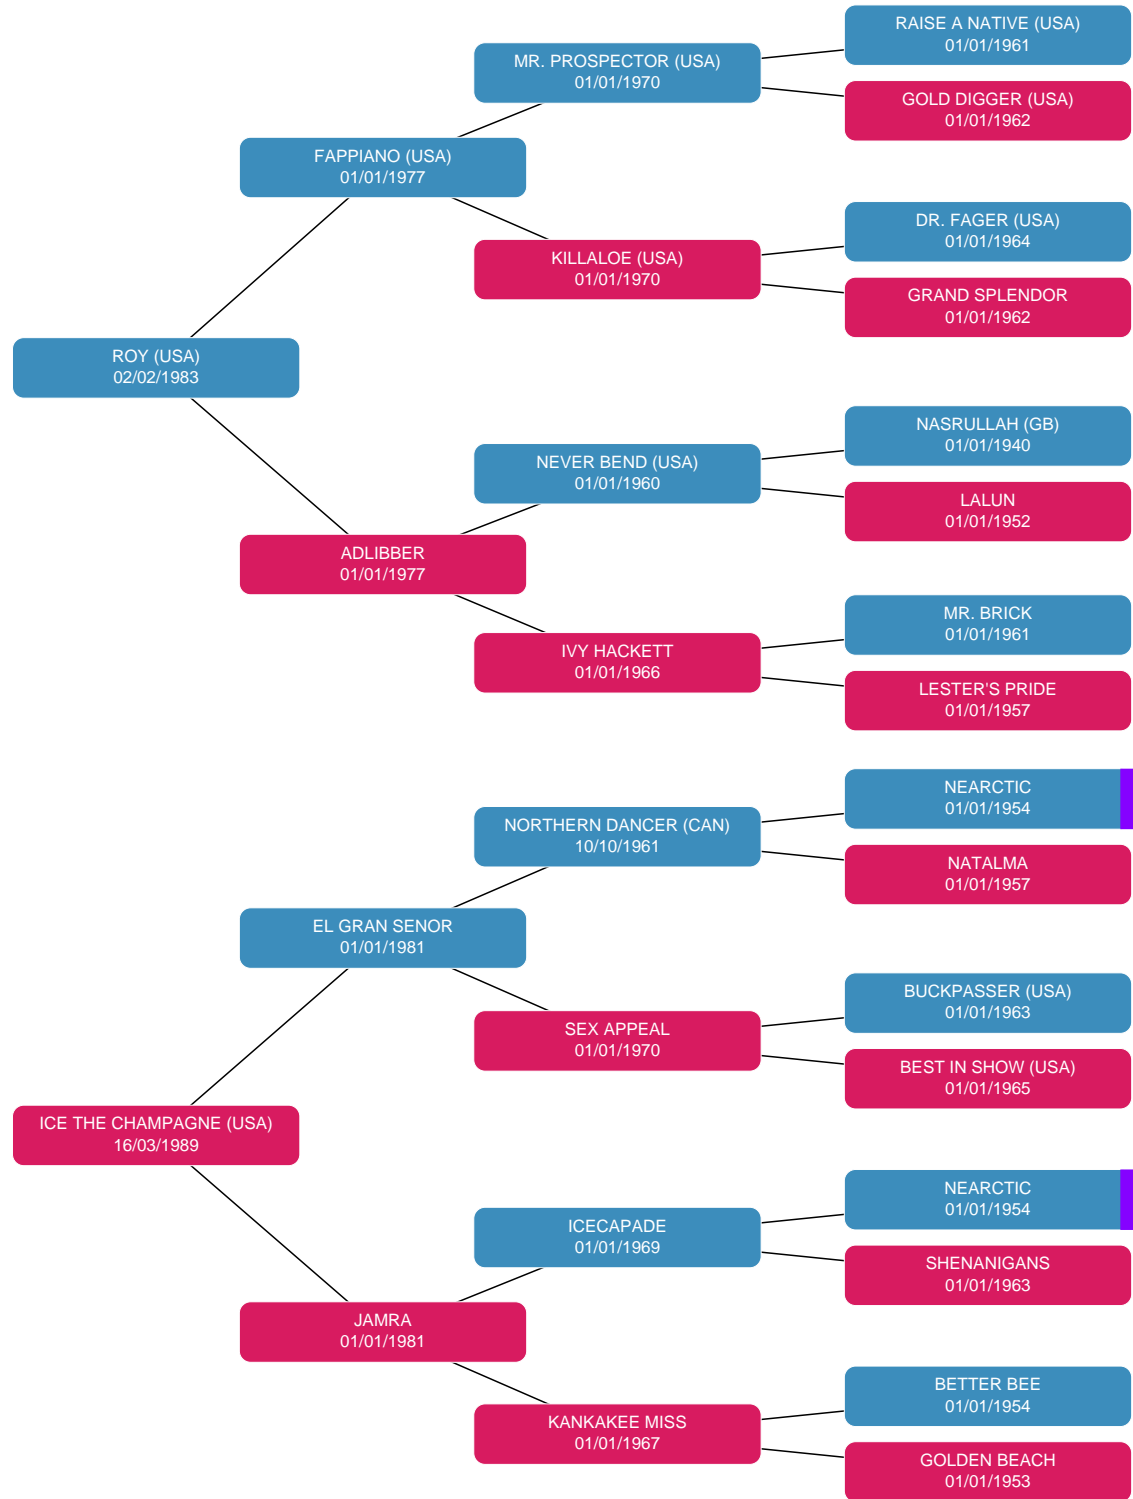 RAISE A NATIVE (USA)
01/01/1961
MR. PROSPECTOR (USA)
01/01/1970
GOLD DIGGER (USA)
01/01/1962
FAPPIANO (USA)
01/01/1977
DR. FAGER (USA)
01/01/1964
KILLALOE (USA)
01/01/1970
GRAND SPLENDOR
01/01/1962
ROY (USA)
02/02/1983
NASRULLAH (GB)
01/01/1940
NEVER BEND (USA)
01/01/1960
LALUN
01/01/1952
ADLIBBER
01/01/1977
MR. BRICK
01/01/1961
IVY HACKETT
01/01/1966
LESTER'S PRIDE
01/01/1957
NEARCTIC
01/01/1954
NORTHERN DANCER (CAN)
10/10/1961
NATALMA
01/01/1957
EL GRAN SENOR
01/01/1981
BUCKPASSER (USA)
01/01/1963
SEX APPEAL
01/01/1970
BEST IN SHOW (USA)
01/01/1965
ICE THE CHAMPAGNE (USA)
16/03/1989
NEARCTIC
01/01/1954
ICECAPADE
01/01/1969
SHENANIGANS
01/01/1963
JAMRA
01/01/1981
BETTER BEE
01/01/1954
KANKAKEE MISS
01/01/1967
GOLDEN BEACH
01/01/1953